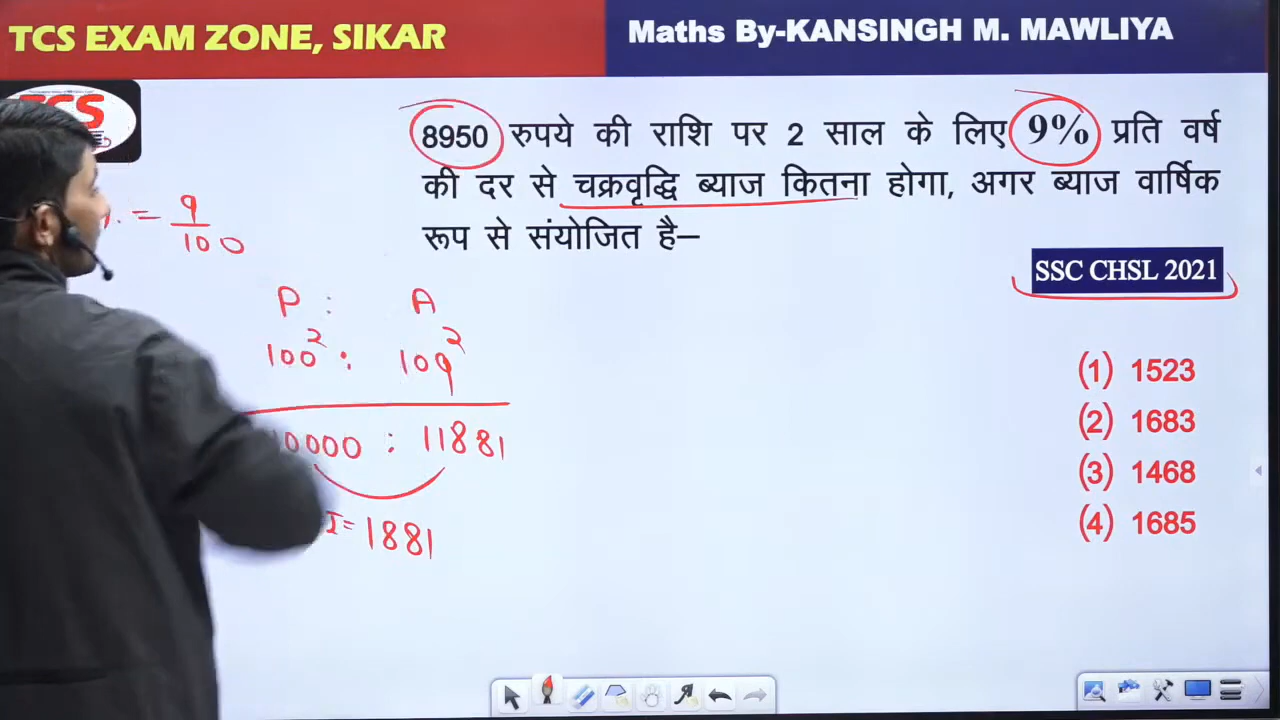 TCS EXAM ZONE, SIKAR
Maths By-KANSINGH M. MAWLIYA
8950 रुपये की राशि पर 2 साल के लिए 9% प्रति वर्ष
की दर से चक्रवृद्धि ब्याज कितना होगा, अगर ब्याज वार्षिक
रूप से संयोजित है–
SSC CHSL 2021
= 9/100
P : A
100² : 109²
0000 : 11881
I = 1881
(1) 1523
(2) 1683
(3) 1468
(4) 1685